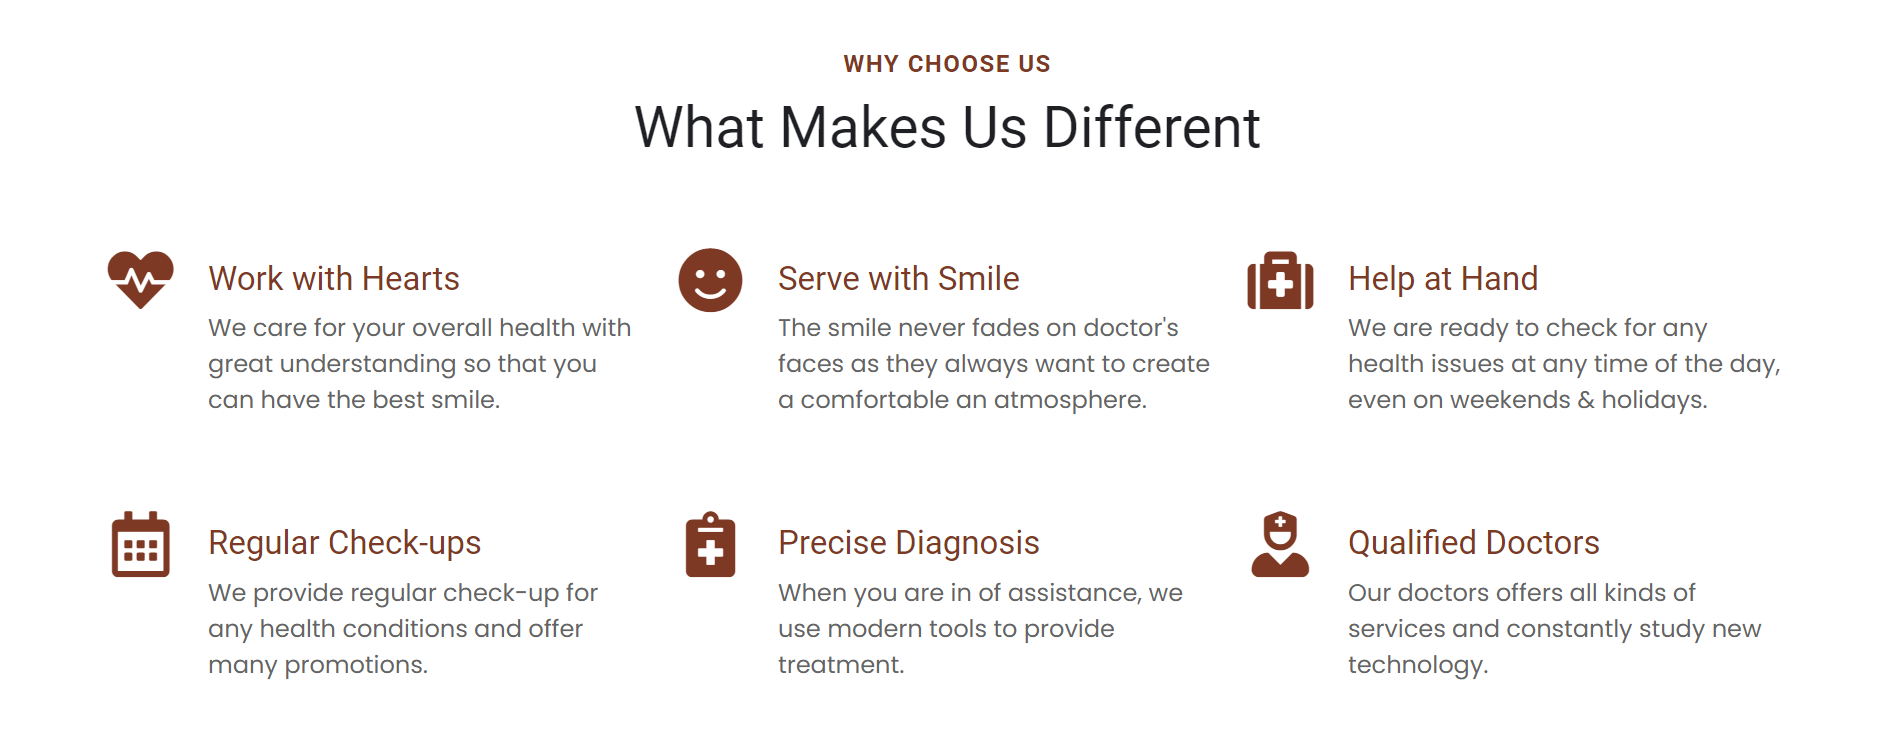 WHY CHOOSE US
What Makes Us Different
Work with Hearts
We care for your overall health with
great understanding so that you
can have the best smile.
Serve with Smile
The smile never fades on doctor's
faces as they always want to create
a comfortable an atmosphere.
Help at Hand
We are ready to check for any
health issues at any time of the day,
even on weekends & holidays.
Regular Check-ups
We provide regular check-up for
any health conditions and offer
many promotions.
Precise Diagnosis
When you are in of assistance, we
use modern tools to provide
treatment.
Qualified Doctors
Our doctors offers all kinds of
services and constantly study new
technology.